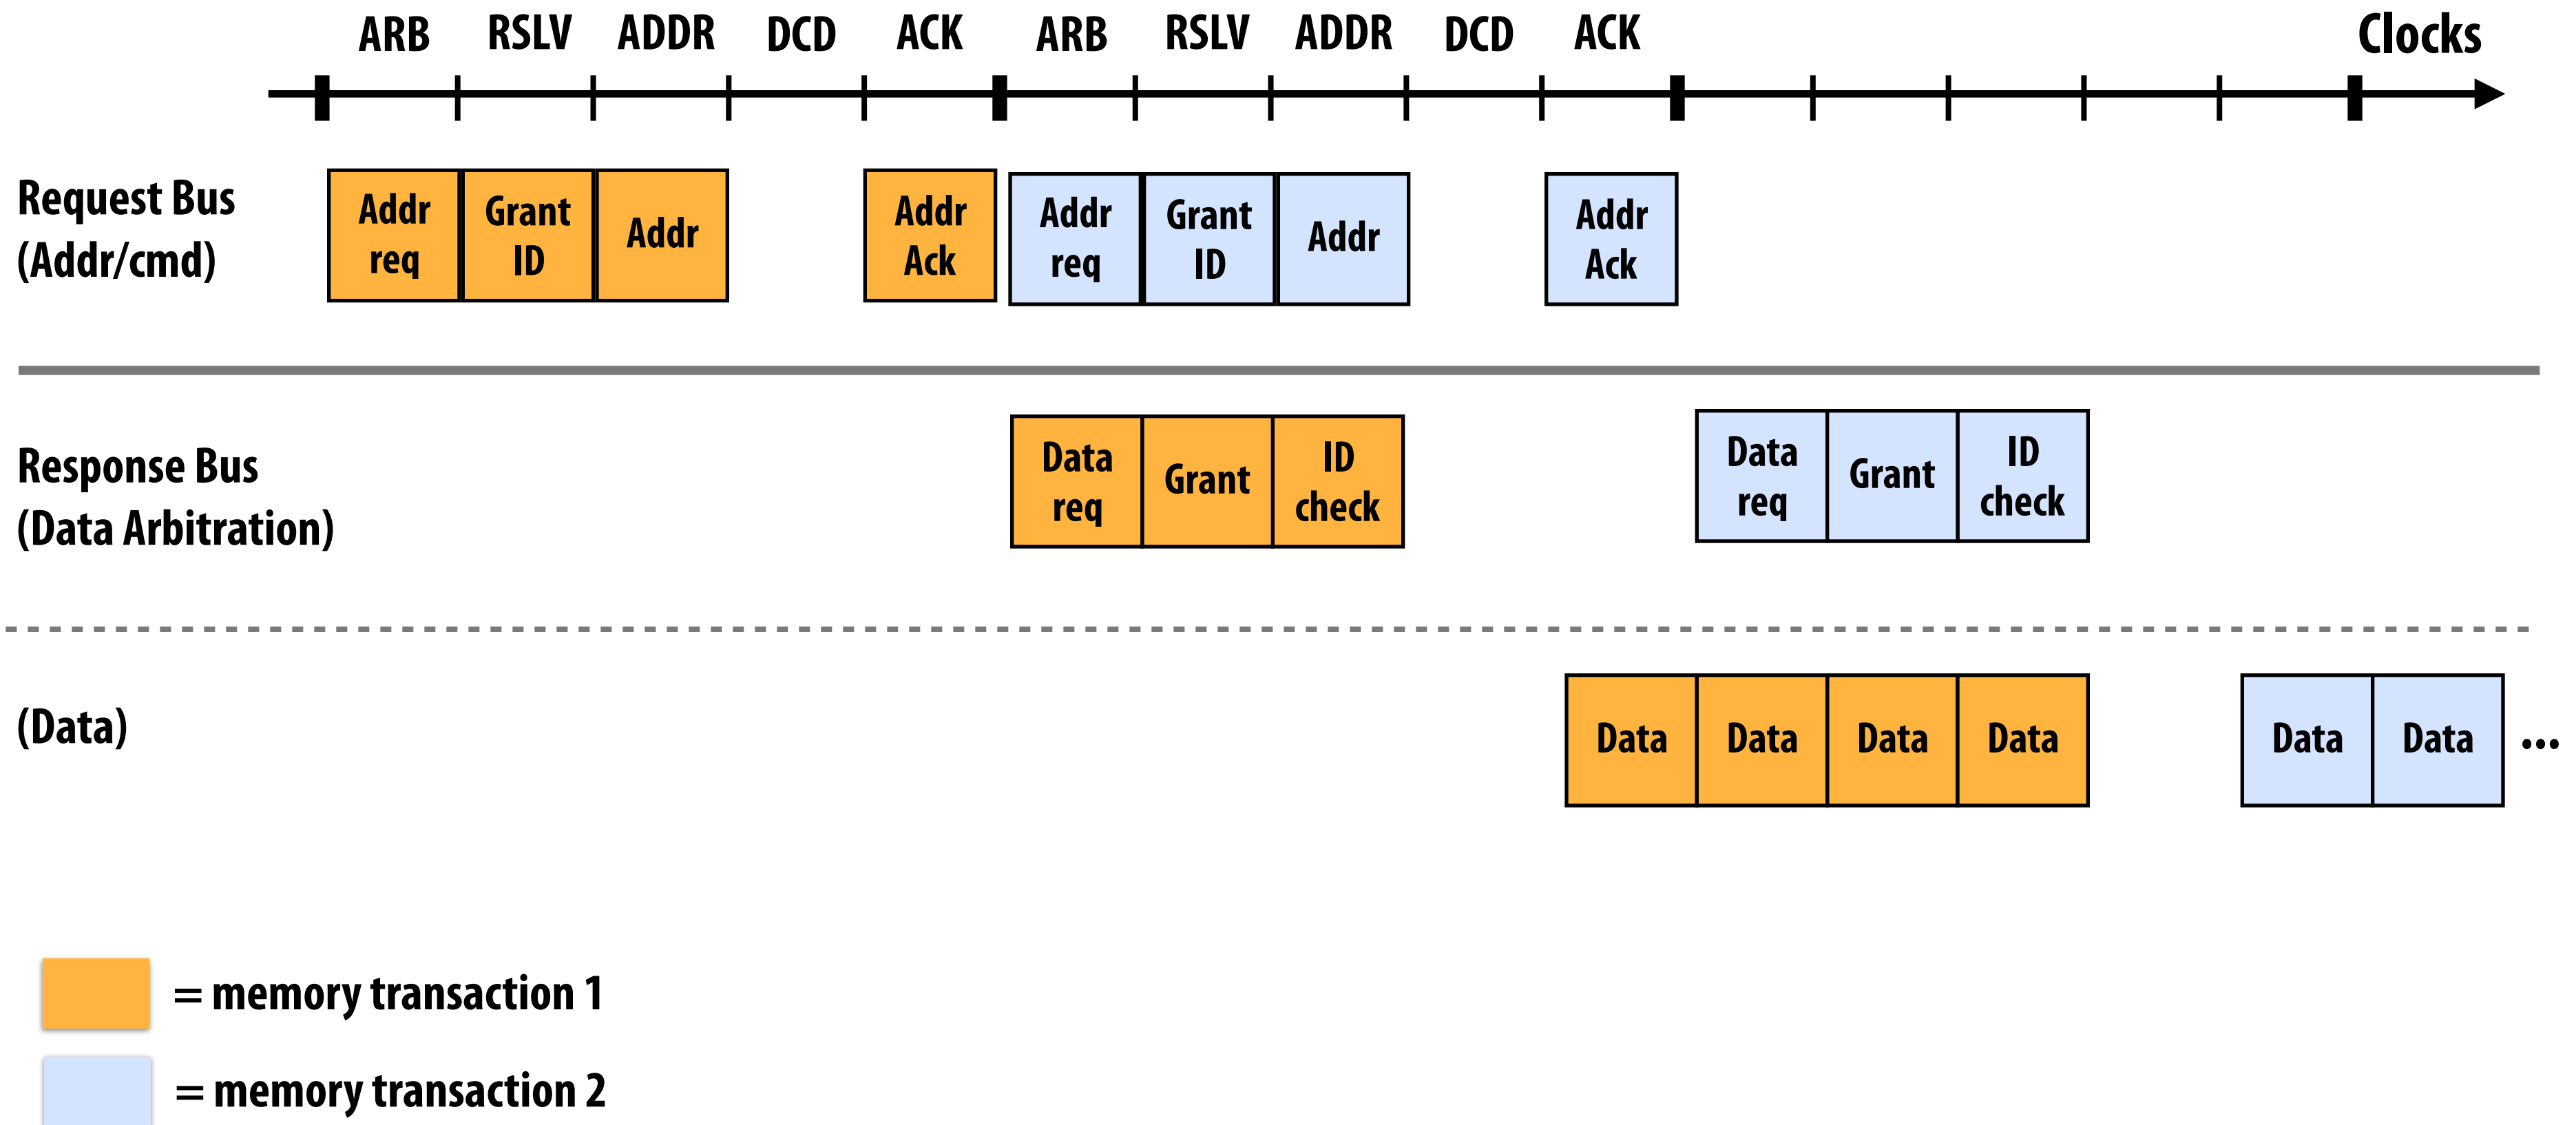 ARB RSLV ADDR DCD ACK ARB RSLV ADDR DCD ACK Clocks
Request Bus
(Addr/cmd)
Addr
req
Grant
ID
Addr
Addr
Ack
Addr
req
Grant
ID
Addr
Addr
Ack
Response Bus
(Data Arbitration)
Data
req
Grant
ID
check
Data
req
Grant
ID
check
(Data)
Data Data Data Data Data Data ...
= memory transaction 1
= memory transaction 2